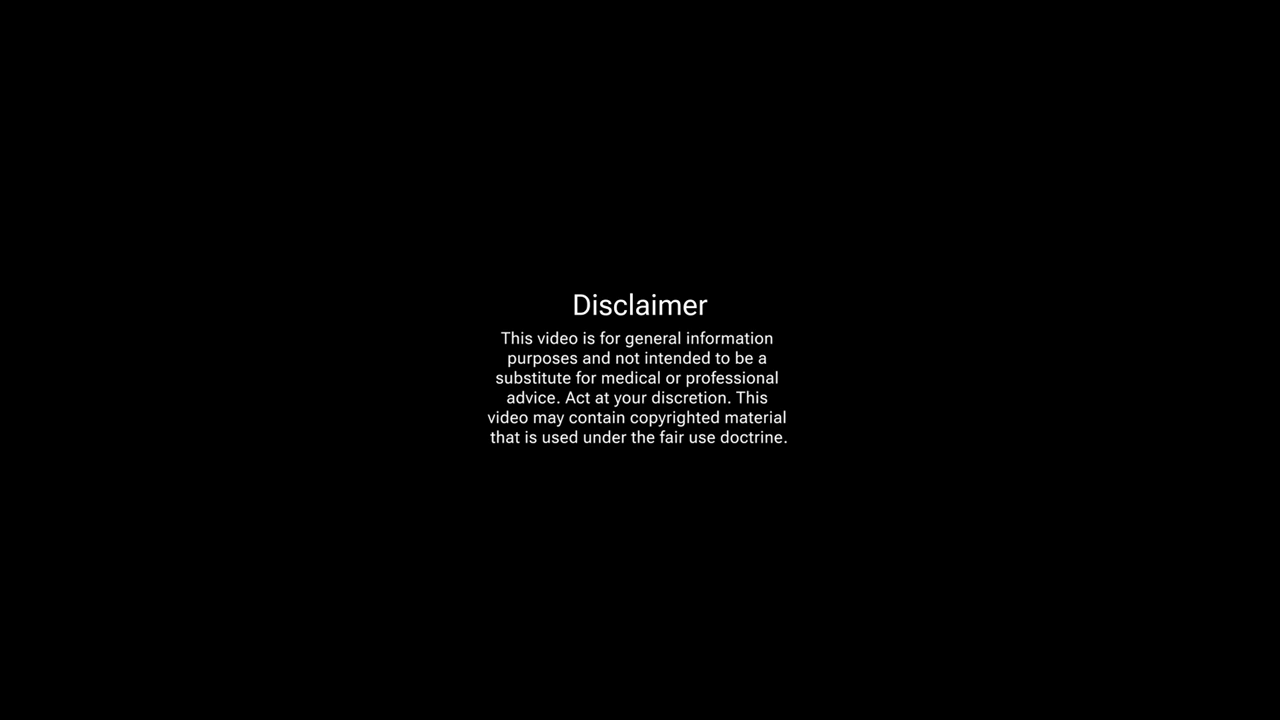 Disclaimer
This video is for general information
purposes and not intended to be a
substitute for medical or professional
advice. Act at your discretion. This
video may contain copyrighted material
that is used under the fair use doctrine.